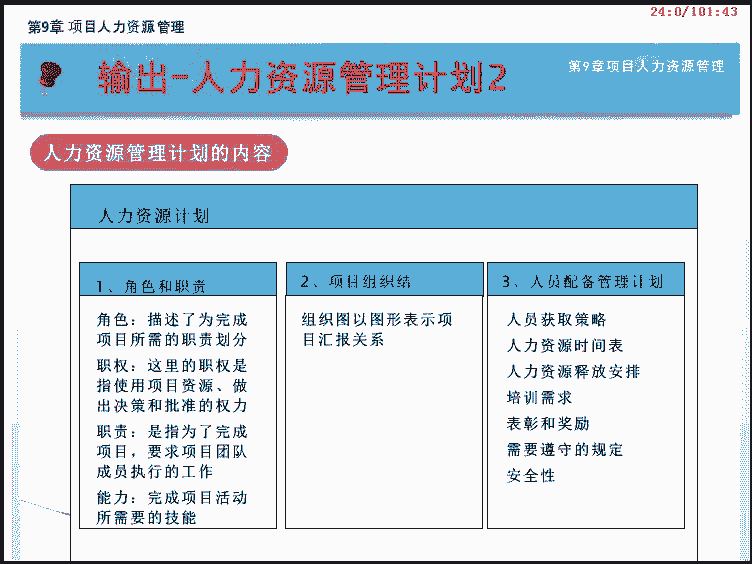 24:0/101:43
第9章 项目人力资源管理
输出-人力资源管理计划2
第9章项目人力资源管理
人力资源管理计划的内容
人力资源计划
1、角色和职责
角色：描述了为完成
项目所需的职责划分
职权：这里的职权是
指使用项目资源、做
出决策和批准的权力
职责：是指为了完成
项目，要求项目团队
成员执行的工作
能力：完成项目活动
所需要的技能
2、项目组织结
组织图以图形表示项
目汇报关系
3、人员配备管理计划
人员获取策略
人力资源时间表
人力资源释放安排
培训需求
表彰和奖励
需要遵守的规定
安全性